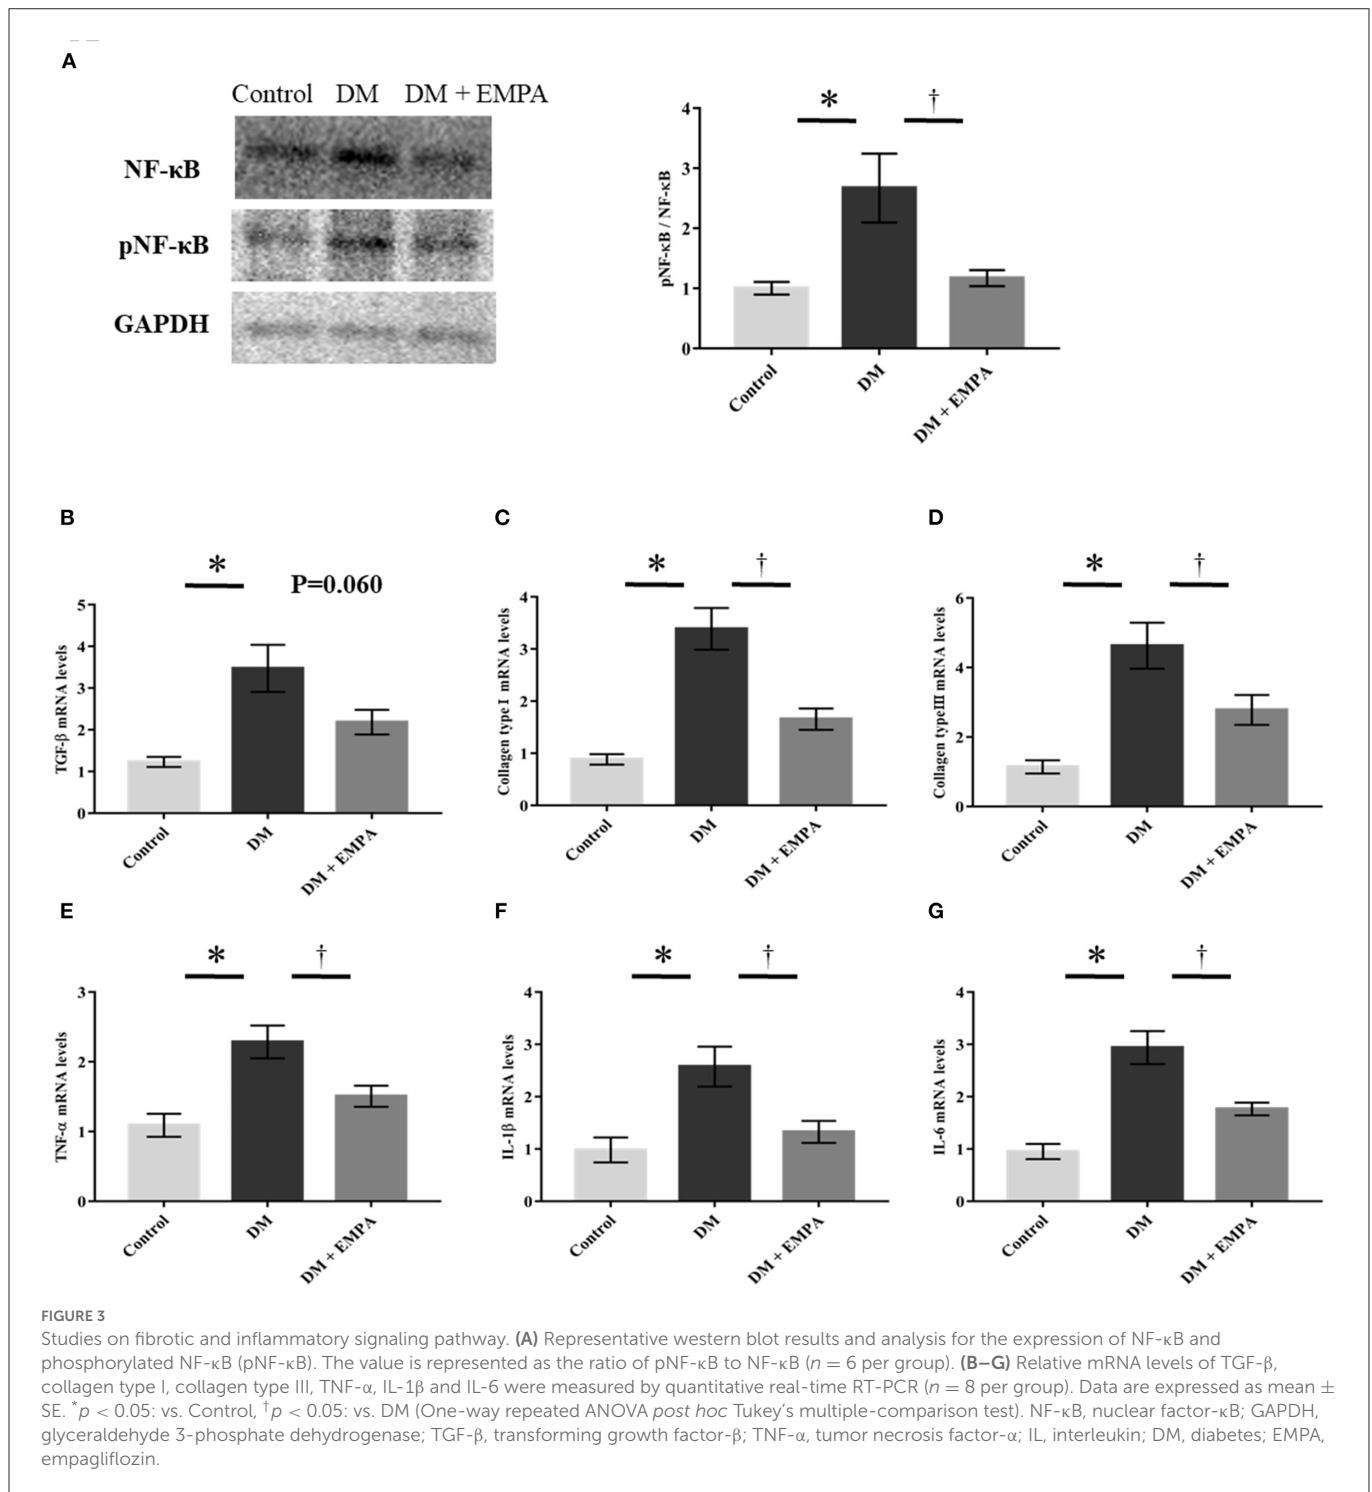 A
Control DM DM + EMPA
NF-κB
pNF-κB
GAPDH
* †
pNF-κB / NF-κB
4
3
2
1
0
Control
DM
DM + EMPA
B
*
P=0.060
TGF-β mRNA levels
5
4
3
2
1
0
Control
DM
DM + EMPA
C
* †
Collagen type I mRNA levels
4
3
2
1
0
Control
DM
DM + EMPA
D
* †
Collagen type III mRNA levels
6
4
2
0
Control
DM
DM + EMPA
E
* †
TNF-α mRNA levels
3
2
1
0
Control
DM
DM + EMPA
F
* †
IL-1β mRNA levels
4
3
2
1
0
Control
DM
DM + EMPA
G
* †
IL-6 mRNA levels
4
3
2
1
0
Control
DM
DM + EMPA
FIGURE 3
Studies on fibrotic and inflammatory signaling pathway. (A) Representative western blot results and analysis for the expression of NF-κB and
phosphorylated NF-κB (pNF-κB). The value is represented as the ratio of pNF-κB to NF-κB (n = 6 per group). (B–G) Relative mRNA levels of TGF-β,
collagen type I, collagen type III, TNF-α, IL-1β and IL-6 were measured by quantitative real-time RT-PCR (n = 8 per group). Data are expressed as mean ±
SE. *p < 0.05: vs. Control, †p < 0.05: vs. DM (One-way repeated ANOVA post hoc Tukey's multiple-comparison test). NF-κB, nuclear factor-κB; GAPDH,
glyceraldehyde 3-phosphate dehydrogenase; TGF-β, transforming growth factor-β; TNF-α, tumor necrosis factor-α; IL, interleukin; DM, diabetes; EMPA,
empagliflozin.